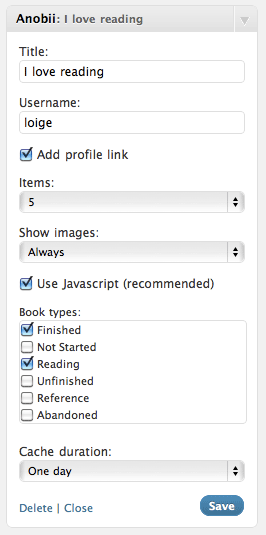 Anobii: I love reading
Title:
I love reading
Username:
loige
Add profile link
Items:
5
Show images:
Always
Use Javascript (recommended)
Book types:
Finished
Not Started
Reading
Unfinished
Reference
Abandoned
Cache duration:
One day
Delete | Close Save